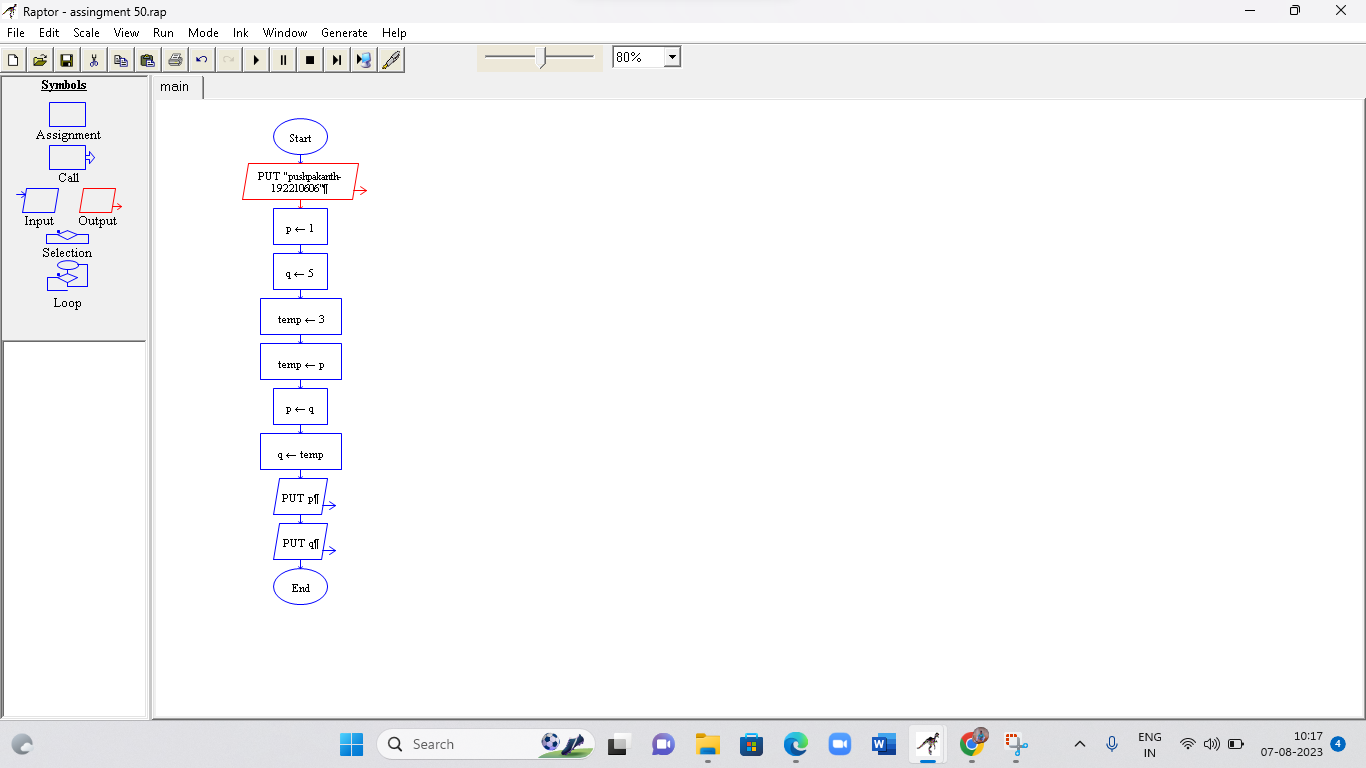 Raptor - assingment 50.rap
File Edit Scale View Run Mode Ink Window Generate Help
80%
Symbols
Assignment
Call
Input Output
Selection
Loop
main
Start
PUT "pushpakanth-
192210606"¶
p ← 1
q ← 5
temp ← 3
temp ← p
p ← q
q ← temp
PUT p¶
PUT q¶
End
Search
ENG
IN
10:17
07-08-2023
4